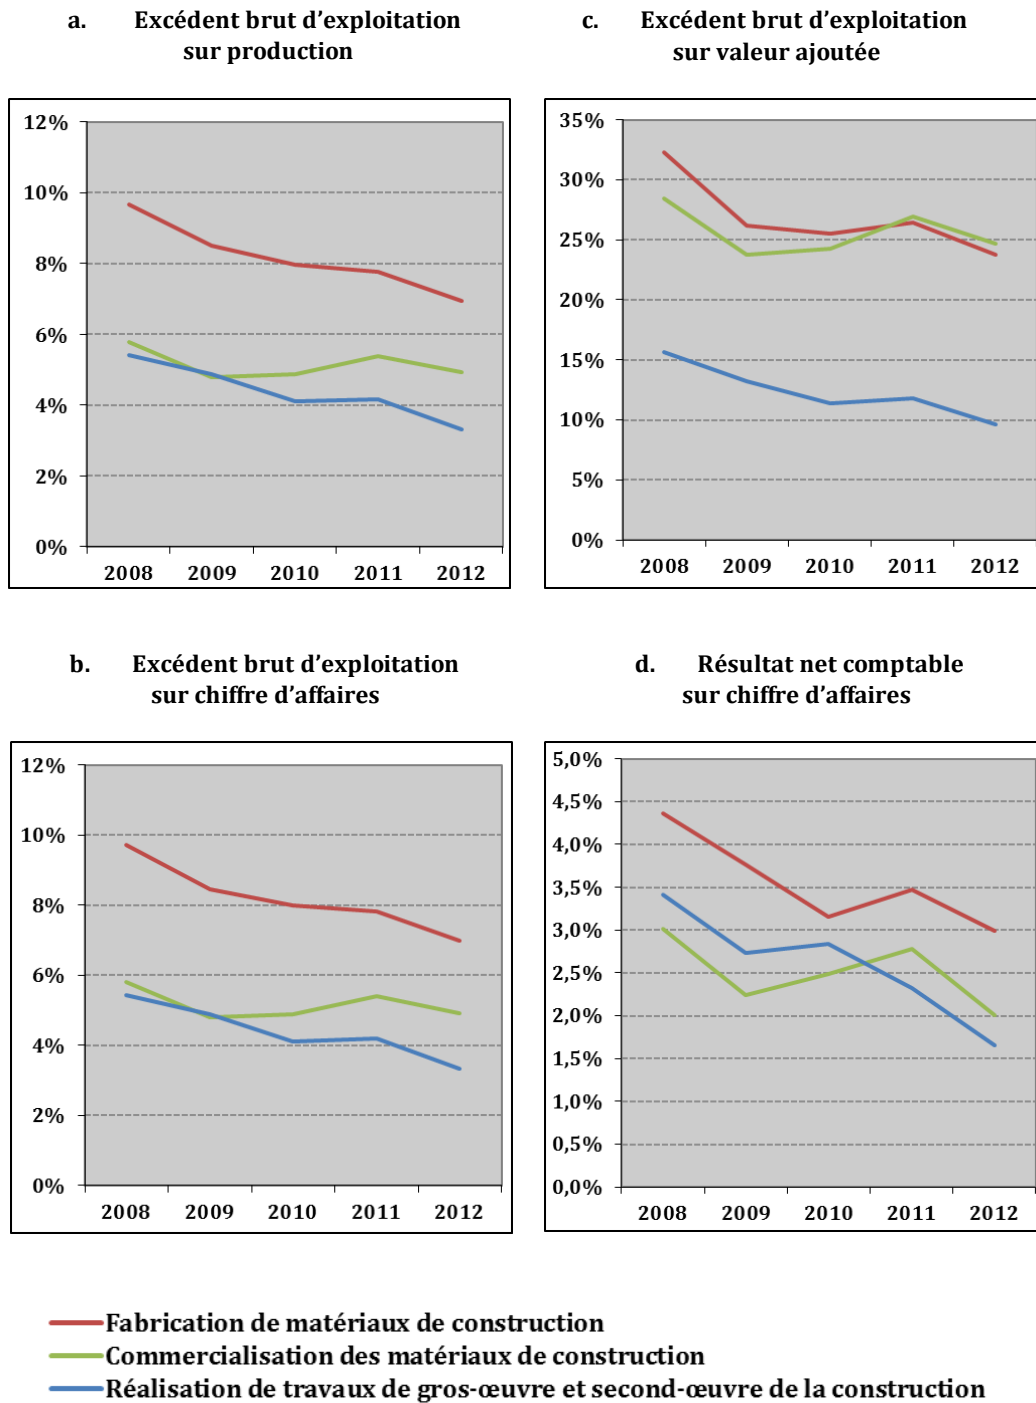 a. Excédent brut d’exploitation
sur production
12%
10%
8%
6%
4%
2%
0%
2008 2009 2010 2011 2012
c. Excédent brut d’exploitation
sur valeur ajoutée
35%
30%
25%
20%
15%
10%
5%
0%
2008 2009 2010 2011 2012
b. Excédent brut d’exploitation
sur chiffre d’affaires
12%
10%
8%
6%
4%
2%
0%
2008 2009 2010 2011 2012
d. Résultat net comptable
sur chiffre d’affaires
5,0%
4,5%
4,0%
3,5%
3,0%
2,5%
2,0%
1,5%
1,0%
0,5%
0,0%
2008 2009 2010 2011 2012
Fabrication de matériaux de construction
Commercialisation des matériaux de construction
Réalisation de travaux de gros-œuvre et second-œuvre de la construction